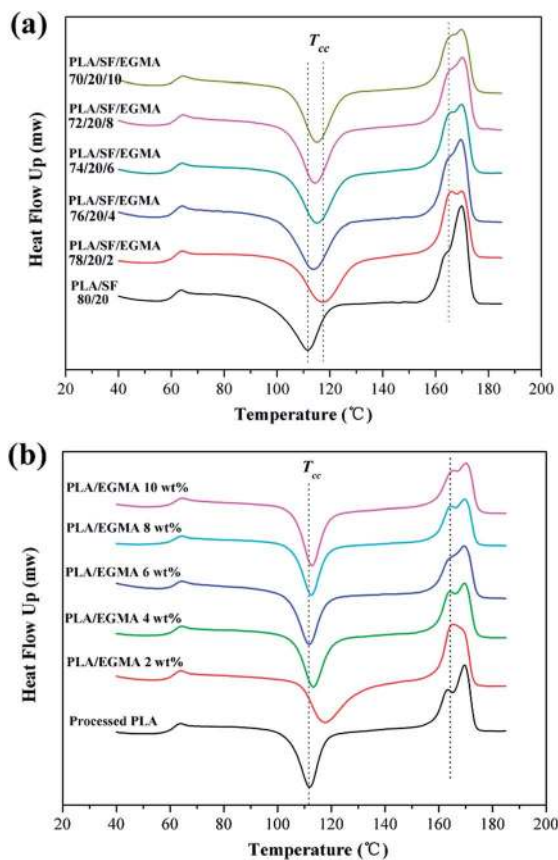 (a)
T_cc
PLA/SF/EGMA
70/20/10
PLA/SF/EGMA
72/20/8
PLA/SF/EGMA
74/20/6
PLA/SF/EGMA
76/20/4
PLA/SF/EGMA
78/20/2
PLA/SF
80/20
Heat Flow Up (mw)
20 40 60 80 100 120 140 160 180 200
Temperature (℃)
(b)
T_cc
PLA/EGMA 10 wt%
PLA/EGMA 8 wt%
PLA/EGMA 6 wt%
PLA/EGMA 4 wt%
PLA/EGMA 2 wt%
Processed PLA
Heat Flow Up (mw)
20 40 60 80 100 120 140 160 180 200
Temperature (℃)